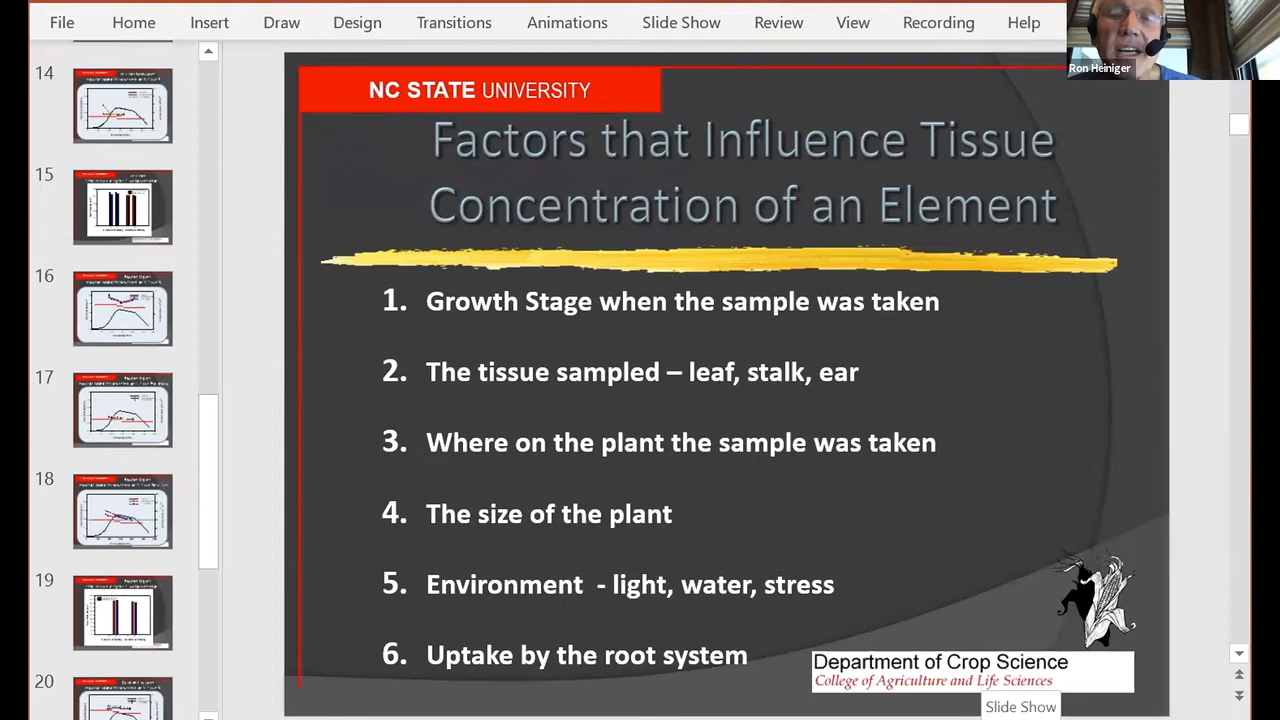 File Home Insert Draw Design Transitions Animations Slide Show Review View Recording Help
Ron Heiniger
14
15
16
17
18
19
20
NC STATE UNIVERSITY
Factors that Influence Tissue
Concentration of an Element
1. Growth Stage when the sample was taken
2. The tissue sampled – leaf, stalk, ear
3. Where on the plant the sample was taken
4. The size of the plant
5. Environment - light, water, stress
6. Uptake by the root system
Department of Crop Science
College of Agriculture and Life Sciences
Slide Show